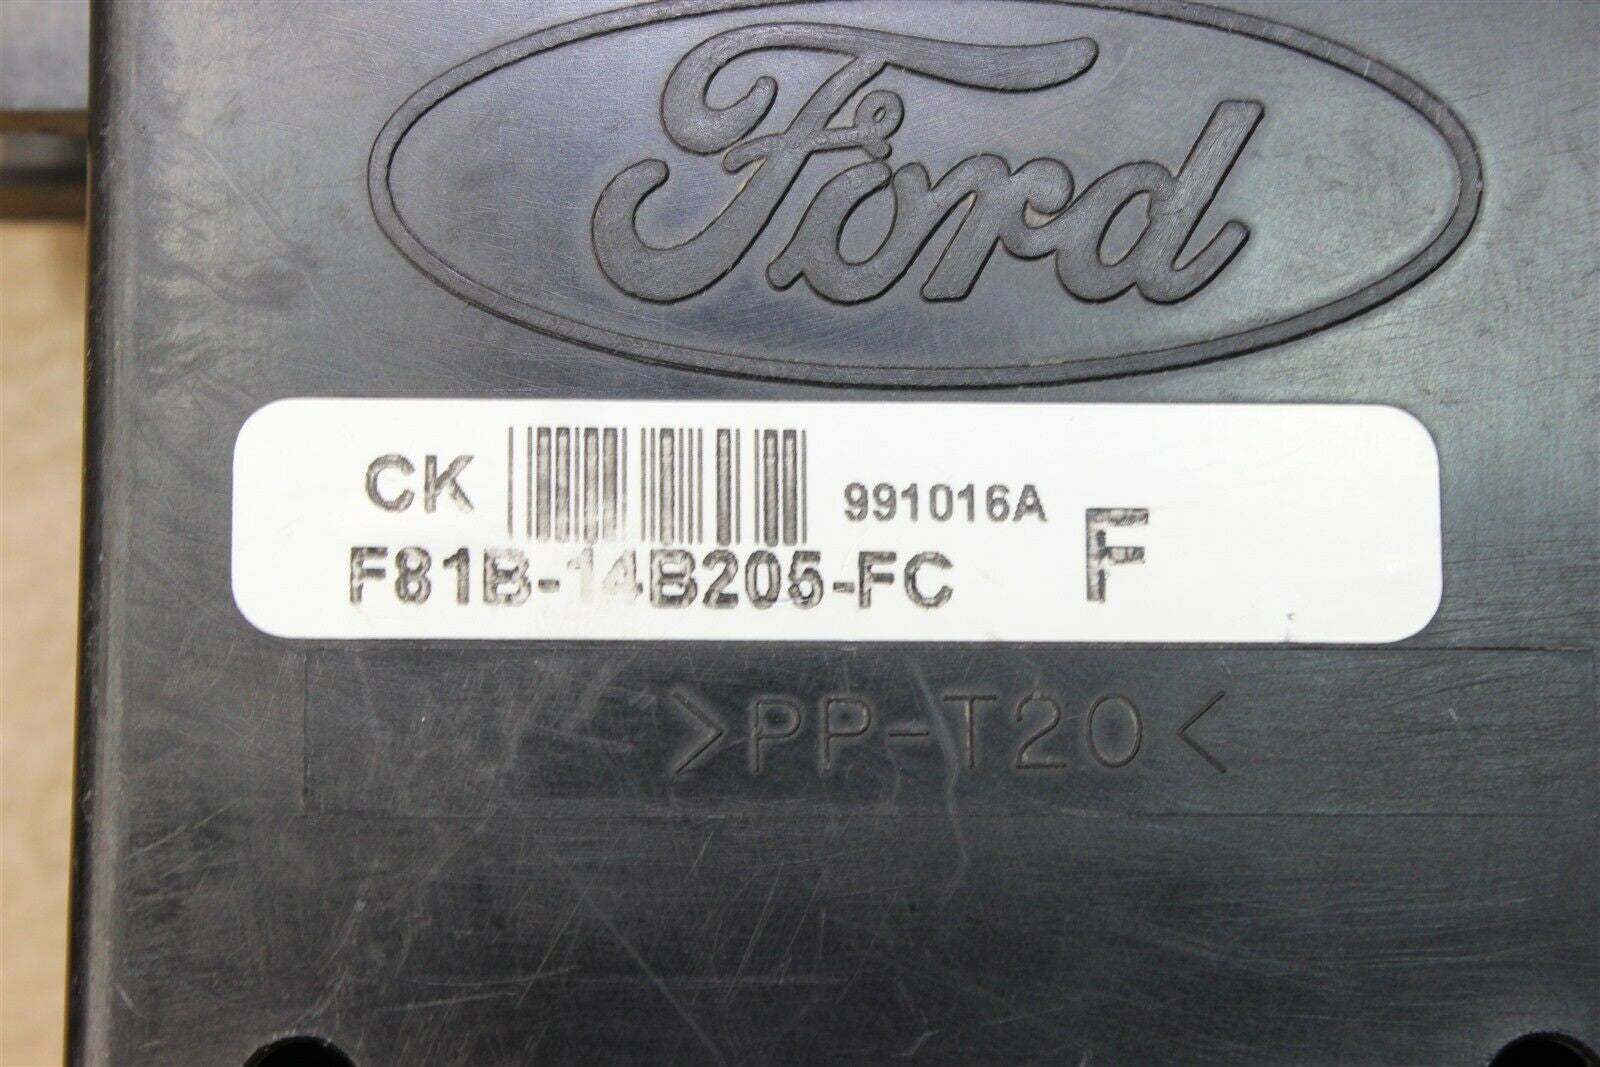 Ford
CK 991016A F
F81B-14B205-FC
>PP-T20<